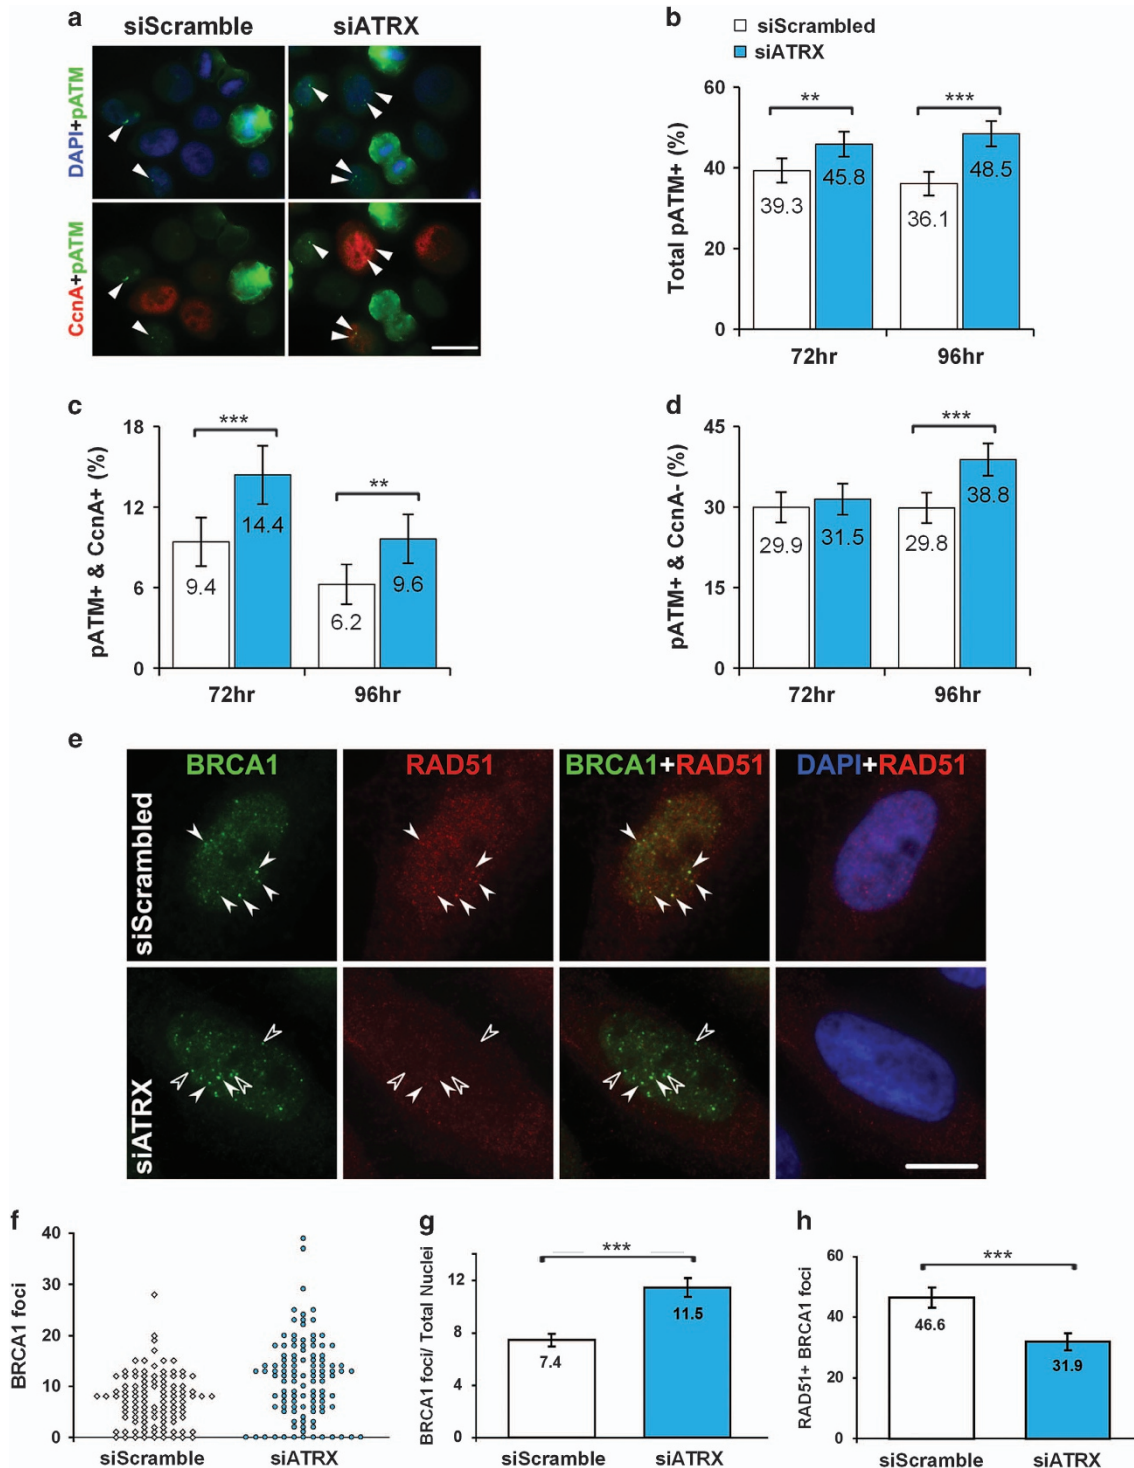 a
siScramble siATRX
DAPI+pATM
CcnA+pATM
b
siScrambled
siATRX
Total pATM+ (%)
60
40
20
0
** ***
39.3 45.8 36.1 48.5
72hr 96hr
c
pATM+ & CcnA+ (%)
18
12
6
0
*** **
9.4 14.4 6.2 9.6
72hr 96hr
d
pATM+ & CcnA- (%)
45
30
15
0
***
29.9 31.5 29.8 38.8
72hr 96hr
e
BRCA1 RAD51 BRCA1+RAD51 DAPI+RAD51
siScrambled
siATRX
f
BRCA1 foci
40
30
20
10
0
siScramble siATRX
g
BRCA1 foci/ Total Nuclei
12
8
4
0
***
7.4 11.5
siScramble siATRX
h
RAD51+ BRCA1 foci
60
40
20
0
***
46.6 31.9
siScramble siATRX